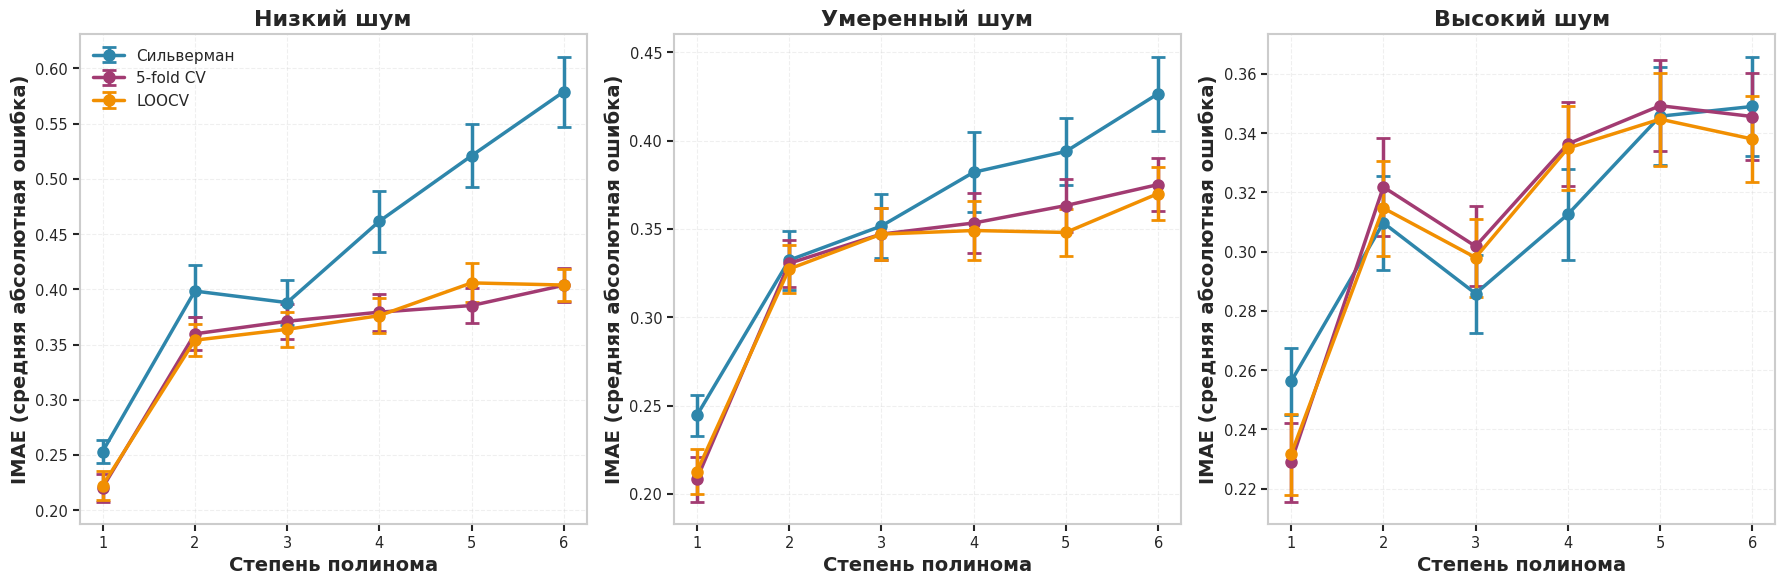 Низкий шум
IMAE (средняя абсолютная ошибка)
0.60
0.55
0.50
0.45
0.40
0.35
0.30
0.25
0.20
Сильверман
5-fold CV
LOOCV
1 2 3 4 5 6
Степень полинома
Умеренный шум
IMAE (средняя абсолютная ошибка)
0.45
0.40
0.35
0.30
0.25
0.20
1 2 3 4 5 6
Степень полинома
Высокий шум
IMAE (средняя абсолютная ошибка)
0.36
0.34
0.32
0.30
0.28
0.26
0.24
0.22
1 2 3 4 5 6
Степень полинома